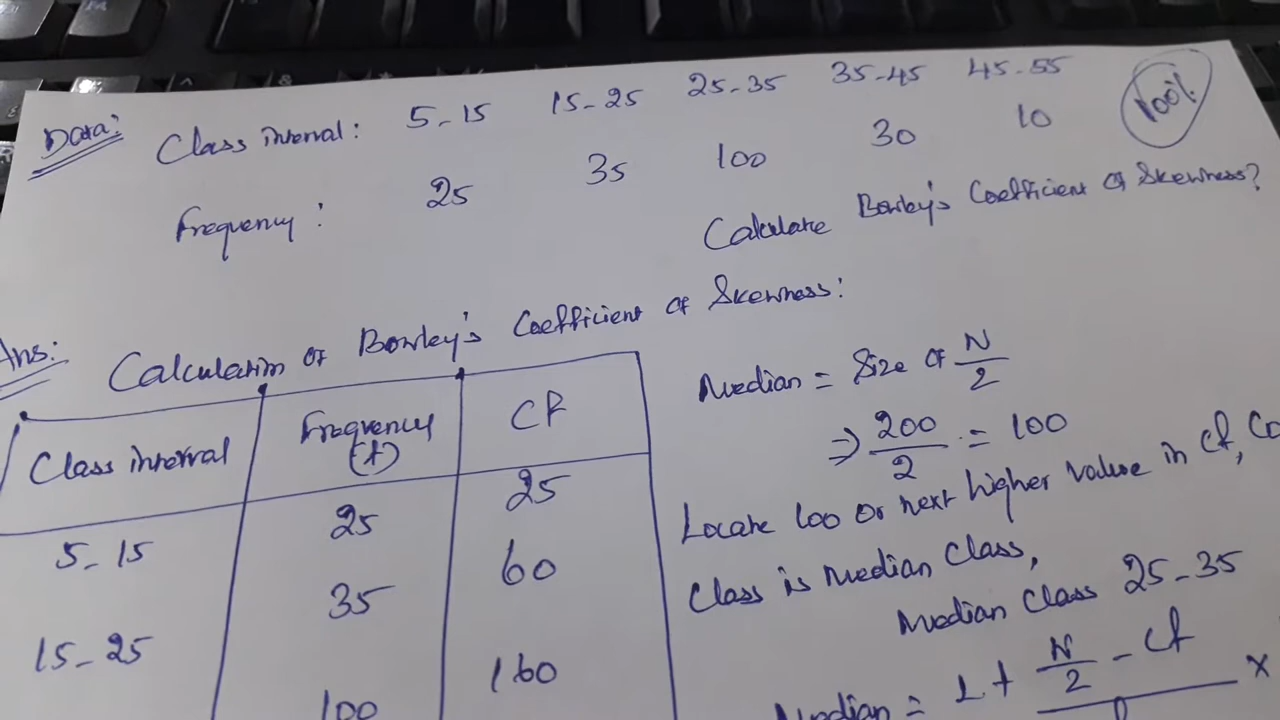 Data: Class interval: 5-15 15-25 25-35 35-45 45-55
Frequency: 25 35 100 30 10
100%
Calculate Bowley's Coefficient of Skewness?
Ans: Calculation of Bowley's Coefficient of Skewness:
Class interval Frequency (f) CF
5-15 25 25
15-25 35 60
100 160
Median = Size of N/2
⇒ 200/2 = 100
Locate 100 or next higher value in cf,
Class is median Class,
Median Class 25-35
Median = L + N/2 - cf / f ×